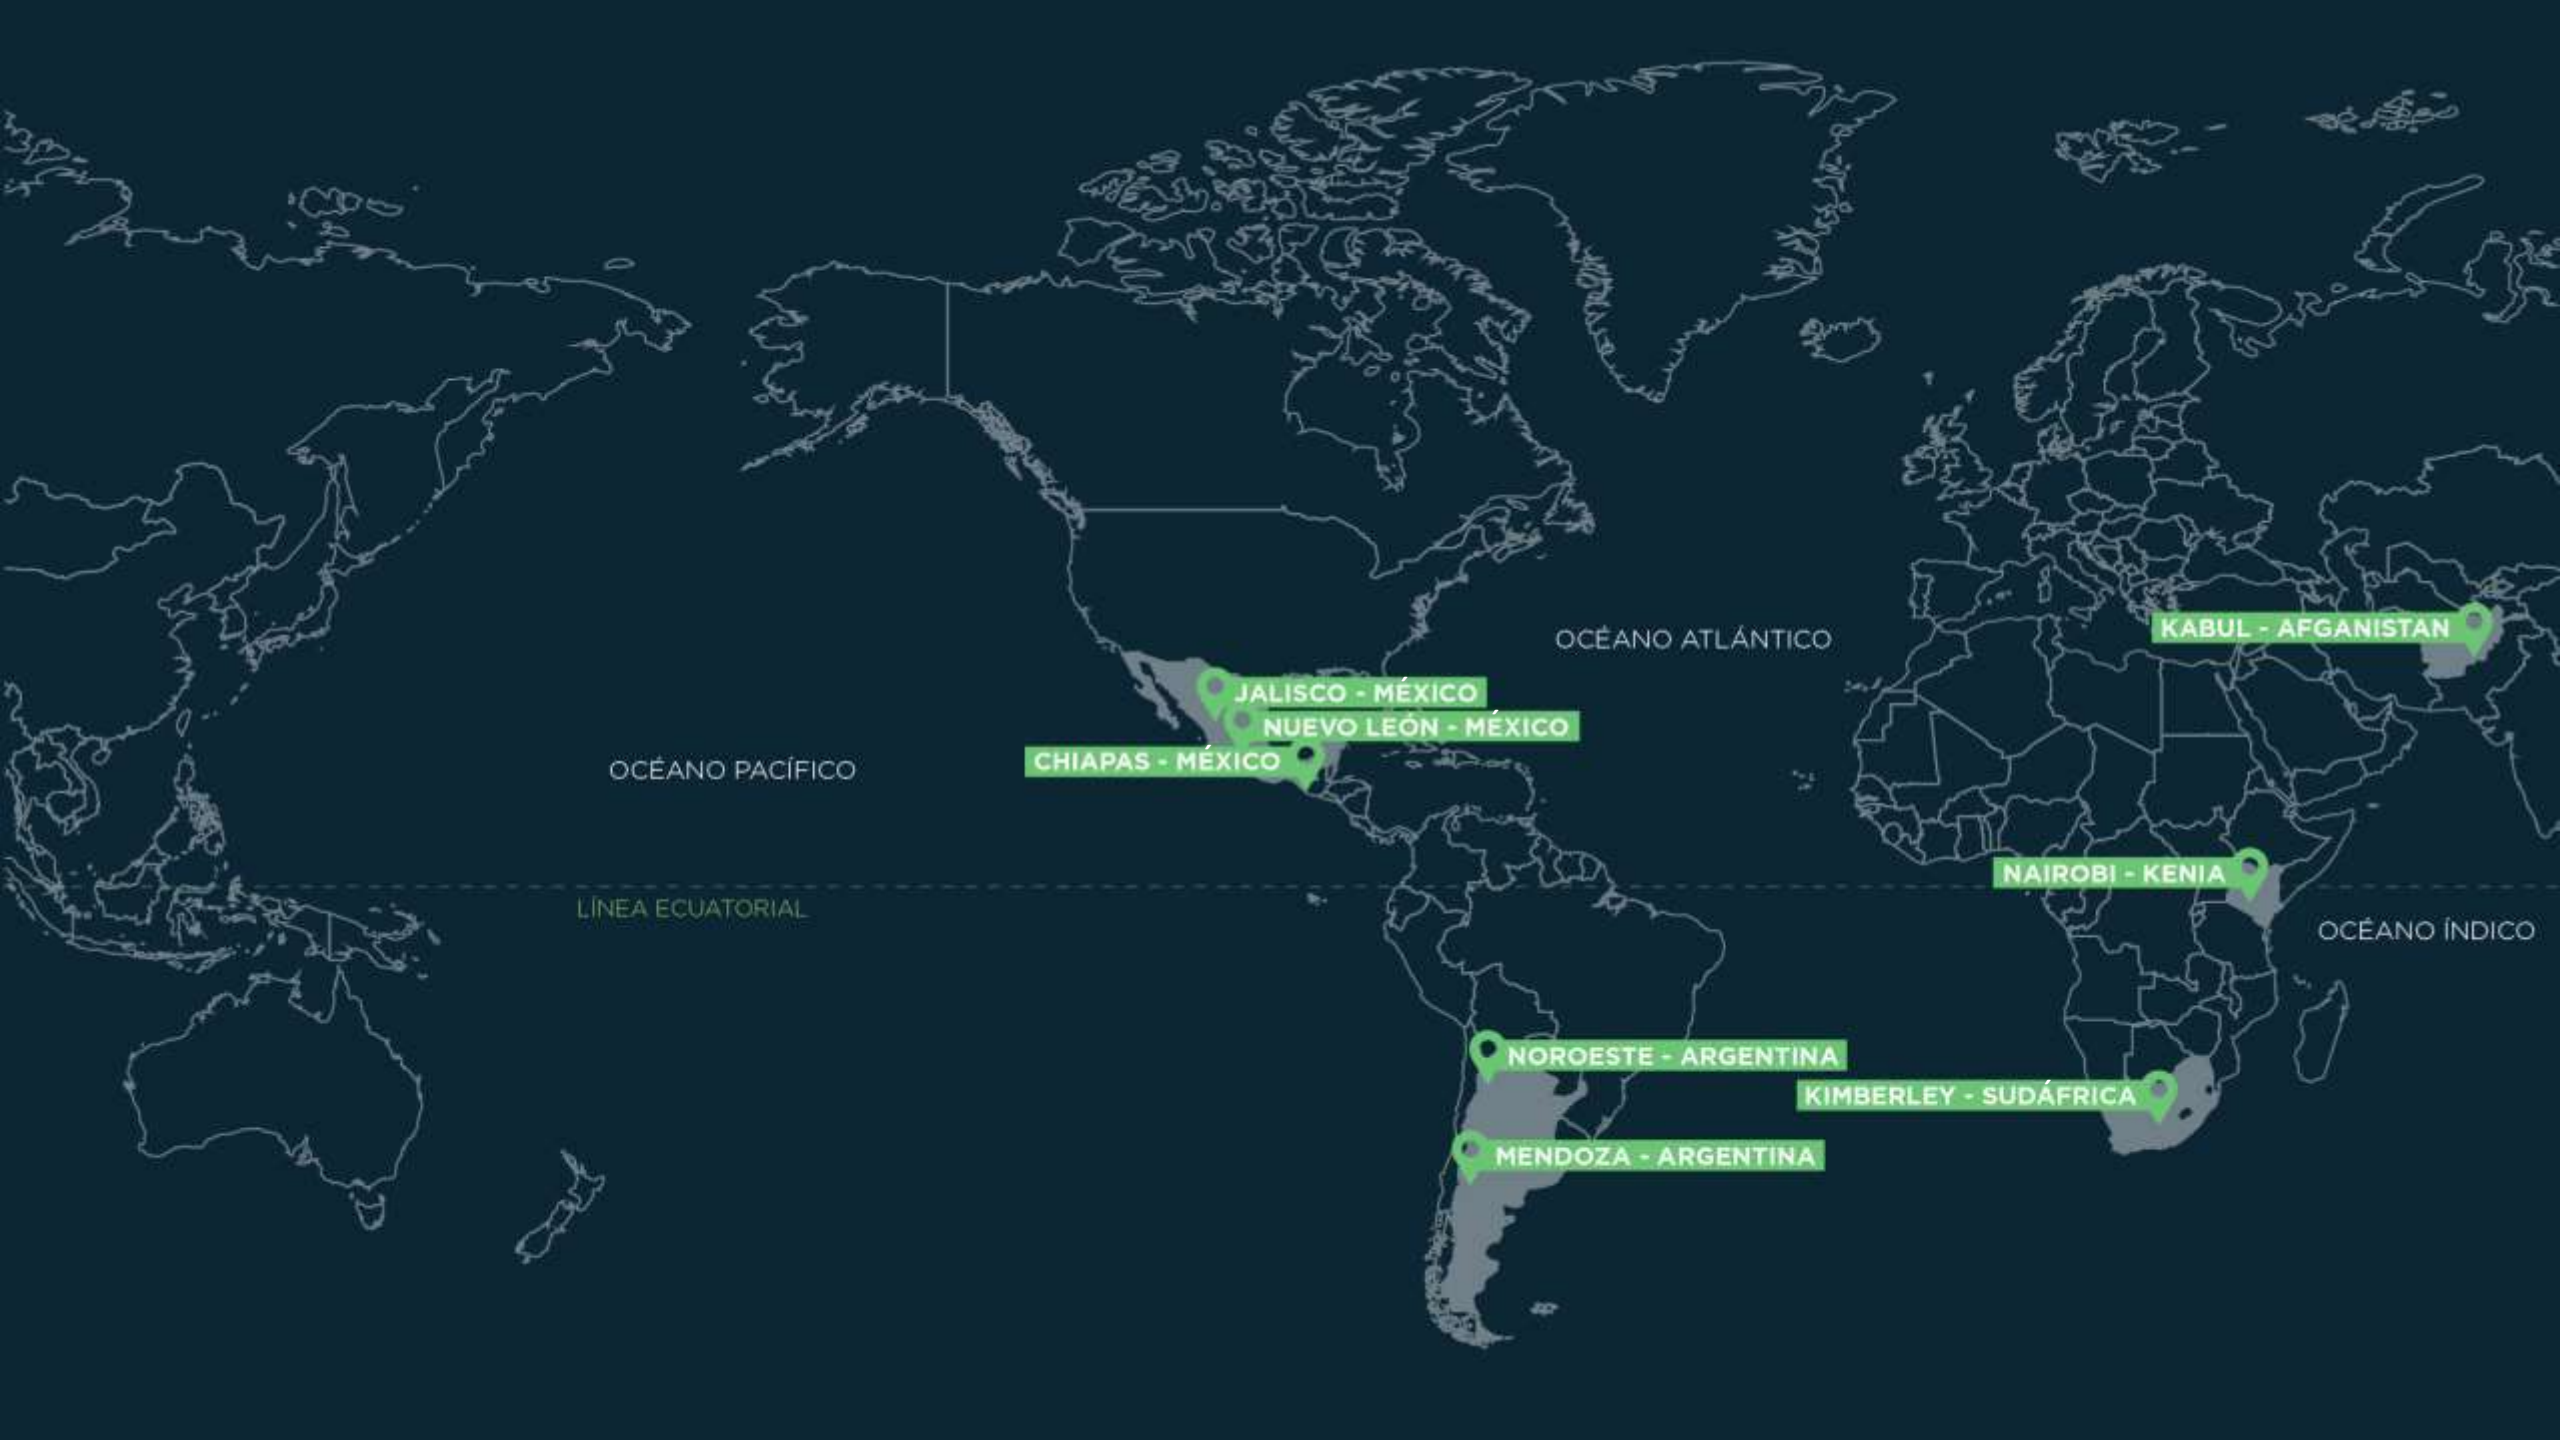 KABUL - AFGANISTAN
OCÉANO ATLÁNTICO
JALISCO - MÉXICO
NUEVO LEÓN - MÉXICO
CHIAPAS - MÉXICO
OCÉANO PACÍFICO
NAIROBI - KENIA
LÍNEA ECUATORIAL
OCÉANO ÍNDICO
NOROESTE - ARGENTINA
KIMBERLEY - SUDÁFRICA
MENDOZA - ARGENTINA